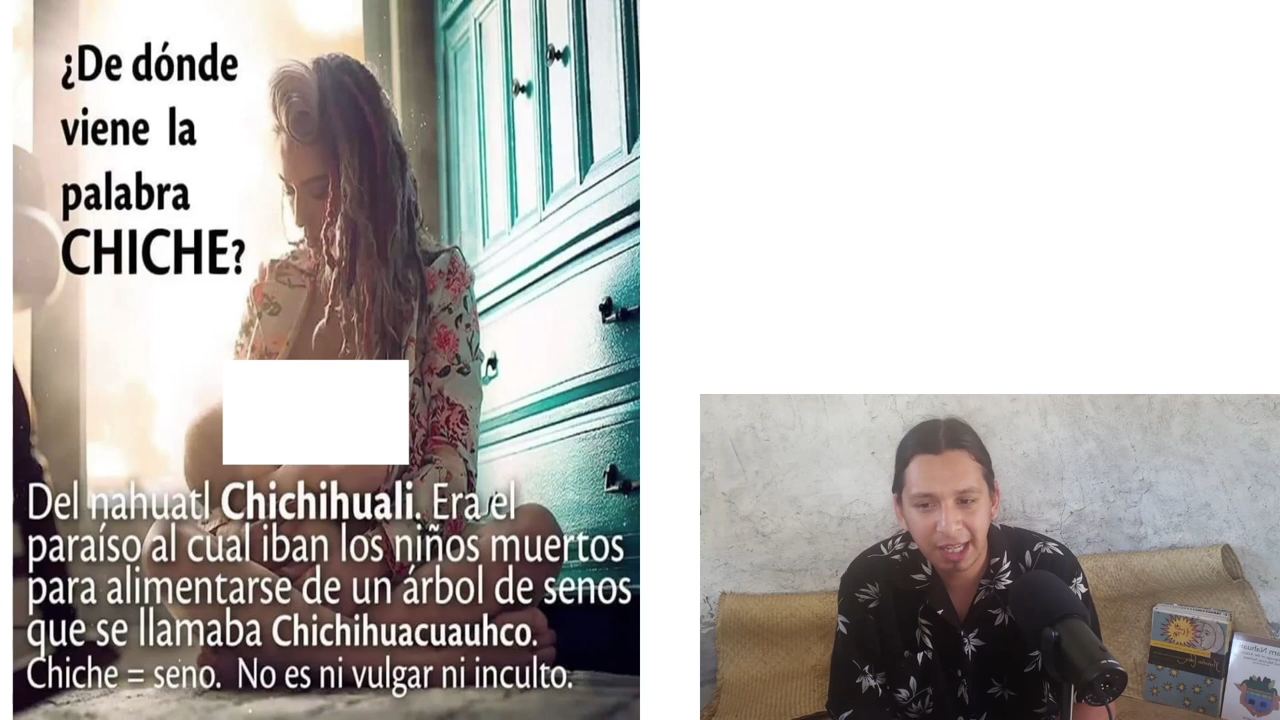 ¿De dónde
viene la
palabra
CHICHE?
Del nahuatl Chichihuali. Era el
paraíso al cual iban los niños muertos
para alimentarse de un árbol de senos
que se llamaba Chichihuacuauhco.
Chiche = seno. No es ni vulgar ni inculto.